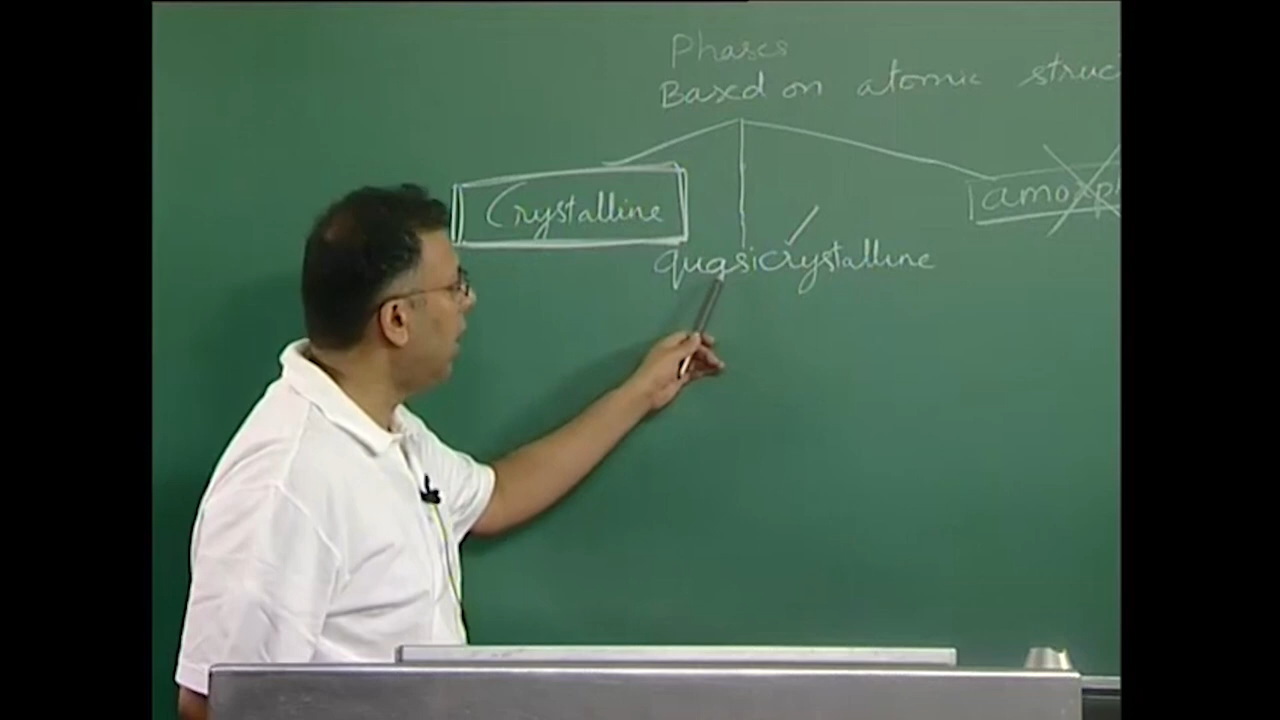 Phases
Based on atomic struc
Crystalline
amorph
quasicrystalline